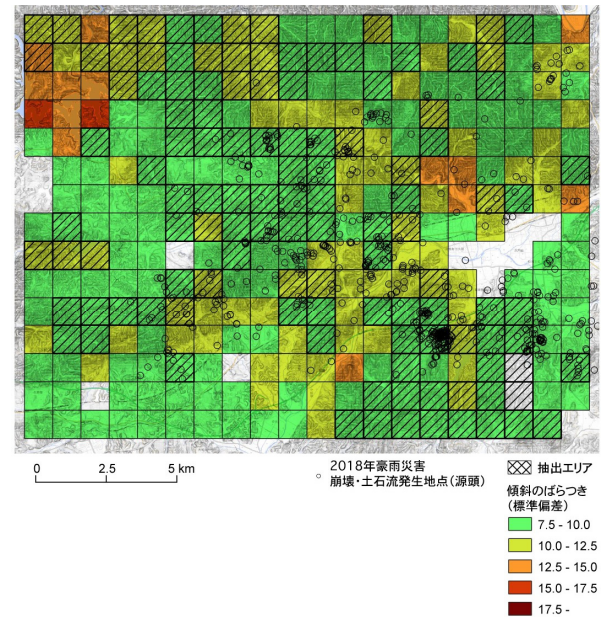 0 2.5 5 km
2018年豪雨災害
崩壊・土石流発生地点(源頭)
抽出エリア
傾斜のばらつき
(標準偏差)
7.5 - 10.0
10.0 - 12.5
12.5 - 15.0
15.0 - 17.5
17.5 -